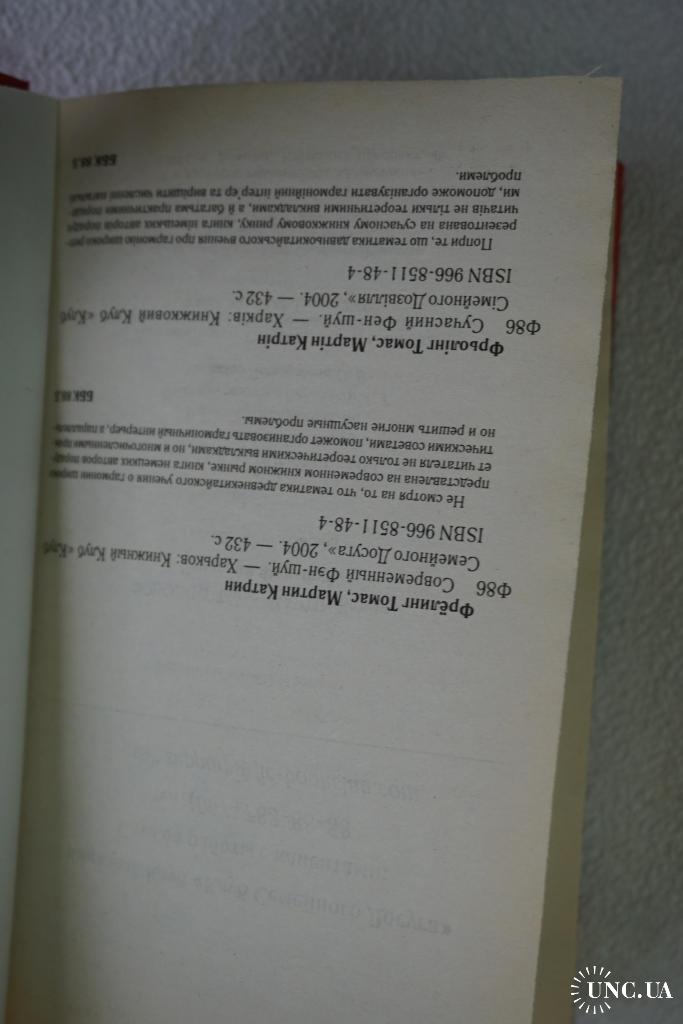 Фрёлинг Томас, Мартин Катрин
Ф86 Современный Фэн-шуй. — Харьков: Книжный Клуб «Клуб
Семейного Досуга», 2004. — 432 с.
ISBN 966-8511-48-4
Не смотря на то, что тематика древнекитайского учения о гармонии широко
представлена на современном книжном рынке, книга немецких авторов
ет читателя не только теоретическими выкладками, но и многочисленными
тическими советами, поможет организовать гармоничный интерьер, а
но и решить многие насущные проблемы.
ББК 88.5
Фрьолінг Томас, Мартін Катрін
Ф86 Сучасний Фен-шуй. — Харків: Книжковий Клуб «Клуб
Сімейного Дозвілля», 2004. — 432 с.
ISBN 966-8511-48-4
Попри те, що тематика давньокитайського вчення про гармонію широко
резентована на сучасному книжковому ринку, книга німецьких авторів
читачів не тільки теоретичними викладками, а й багатьма практичними
ми, допоможе організувати гармонійний інтер'єр та вирішити численні нагальні
проблеми.
ББК 88.5
UNC.UA